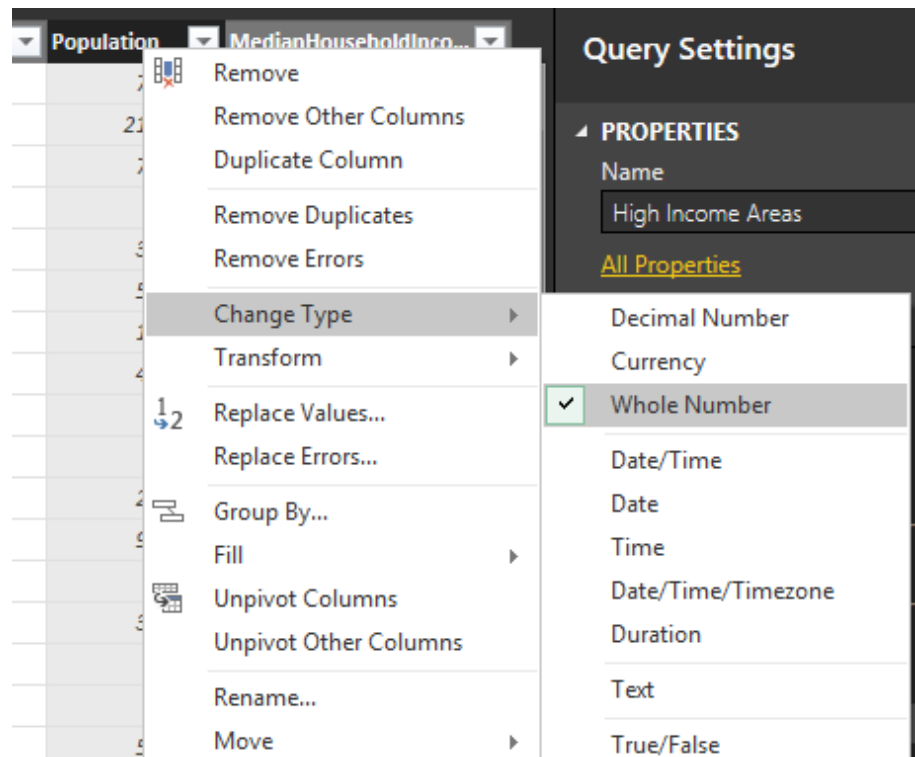 Population MedianHouseholdInco...
Query Settings
Remove
Remove Other Columns
Duplicate Column
Remove Duplicates
Remove Errors
Change Type
Transform
Replace Values...
Replace Errors...
Group By...
Fill
Unpivot Columns
Unpivot Other Columns
Rename...
Move
PROPERTIES
Name
High Income Areas
All Properties
Decimal Number
Currency
Whole Number
Date/Time
Date
Time
Date/Time/Timezone
Duration
Text
True/False